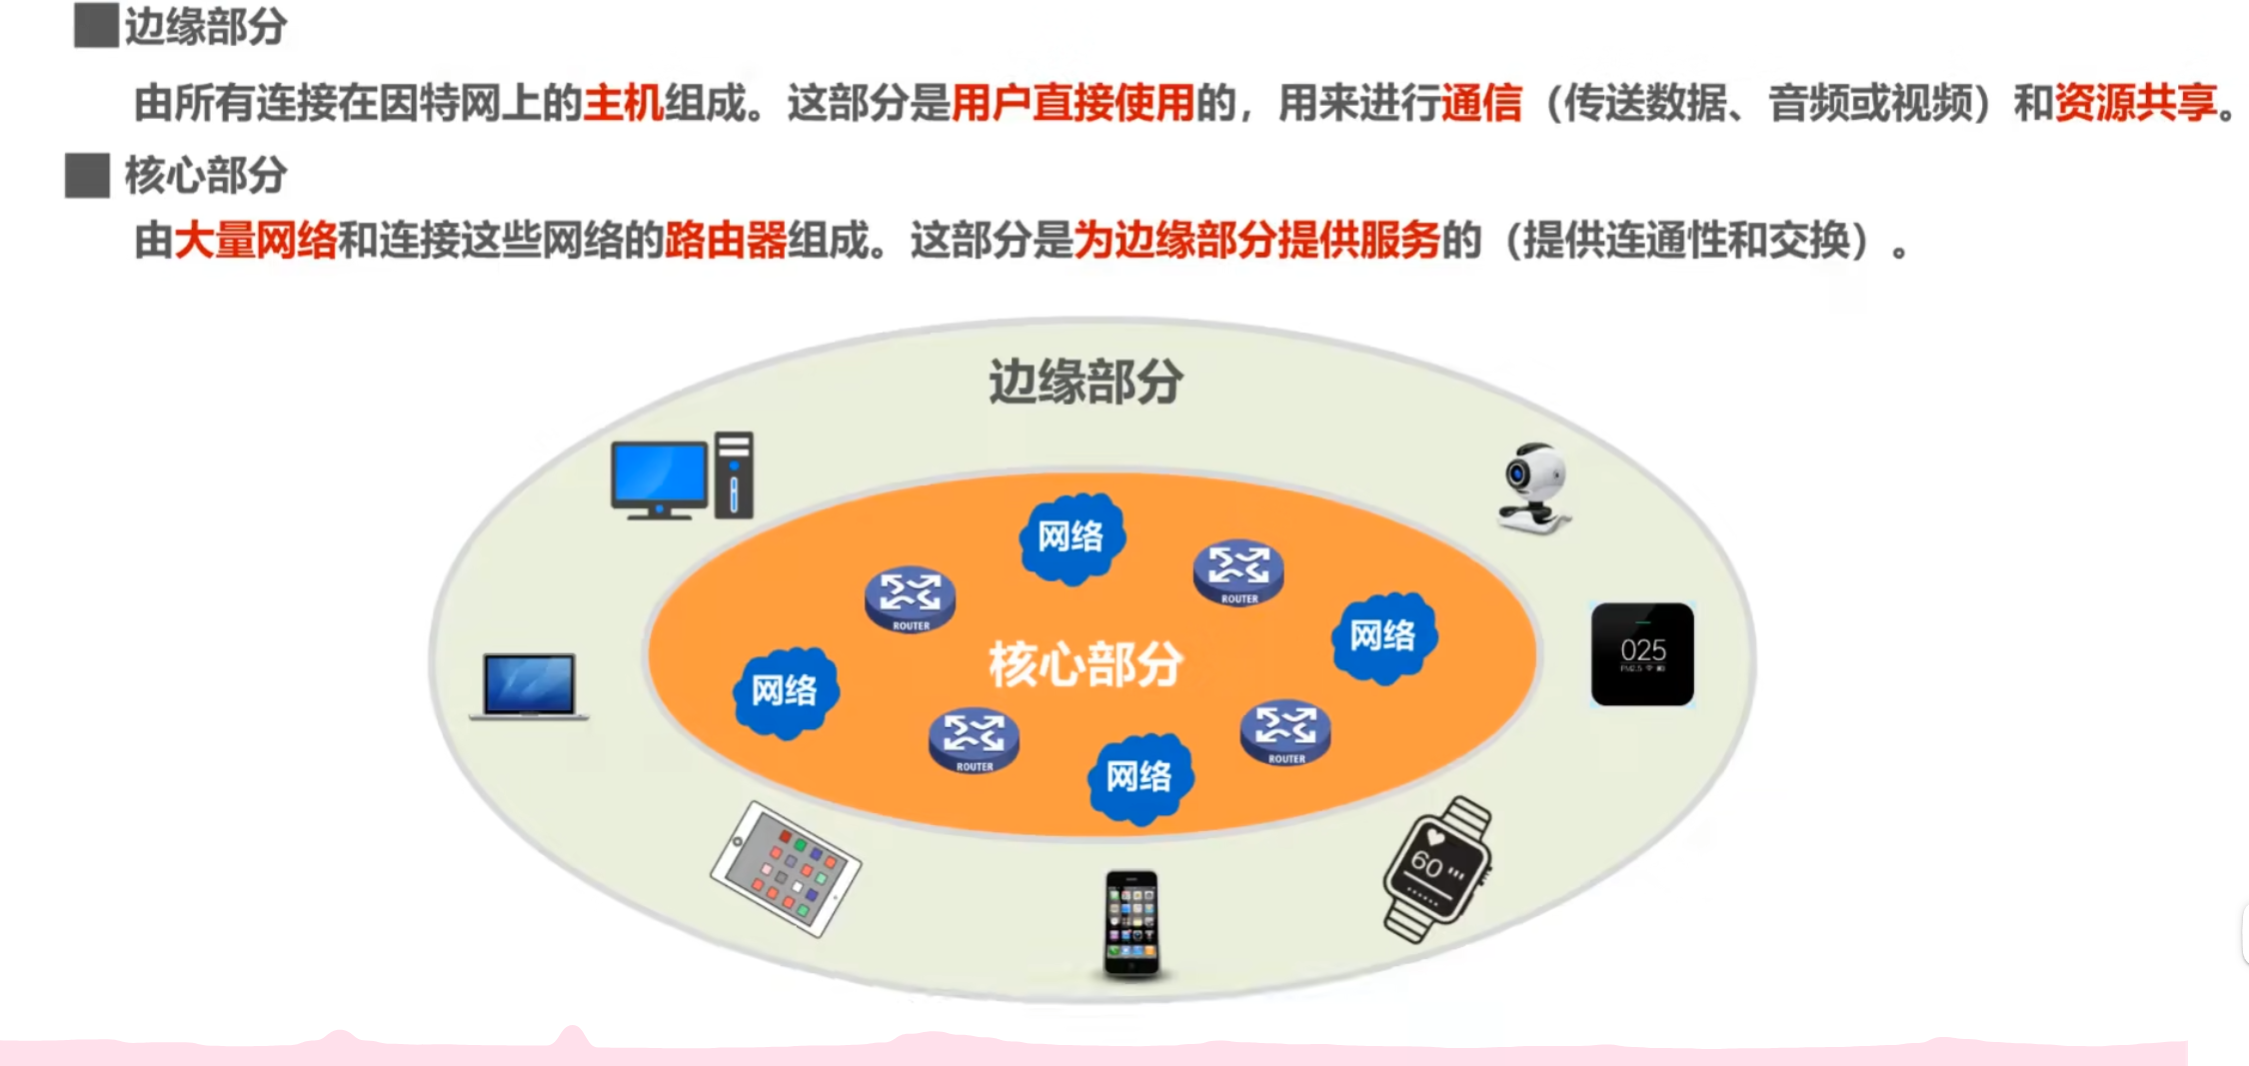 边缘部分
由所有连接在因特网上的主机组成。这部分是用户直接使用的，用来进行通信（传送数据、音频或视频）和资源共享。
核心部分
由大量网络和连接这些网络的路由器组成。这部分是为边缘部分提供服务的（提供连通性和交换）。
边缘部分
网络
ROUTER
ROUTER
网络
025
PM2.5
核心部分
网络
ROUTER
ROUTER
网络
60